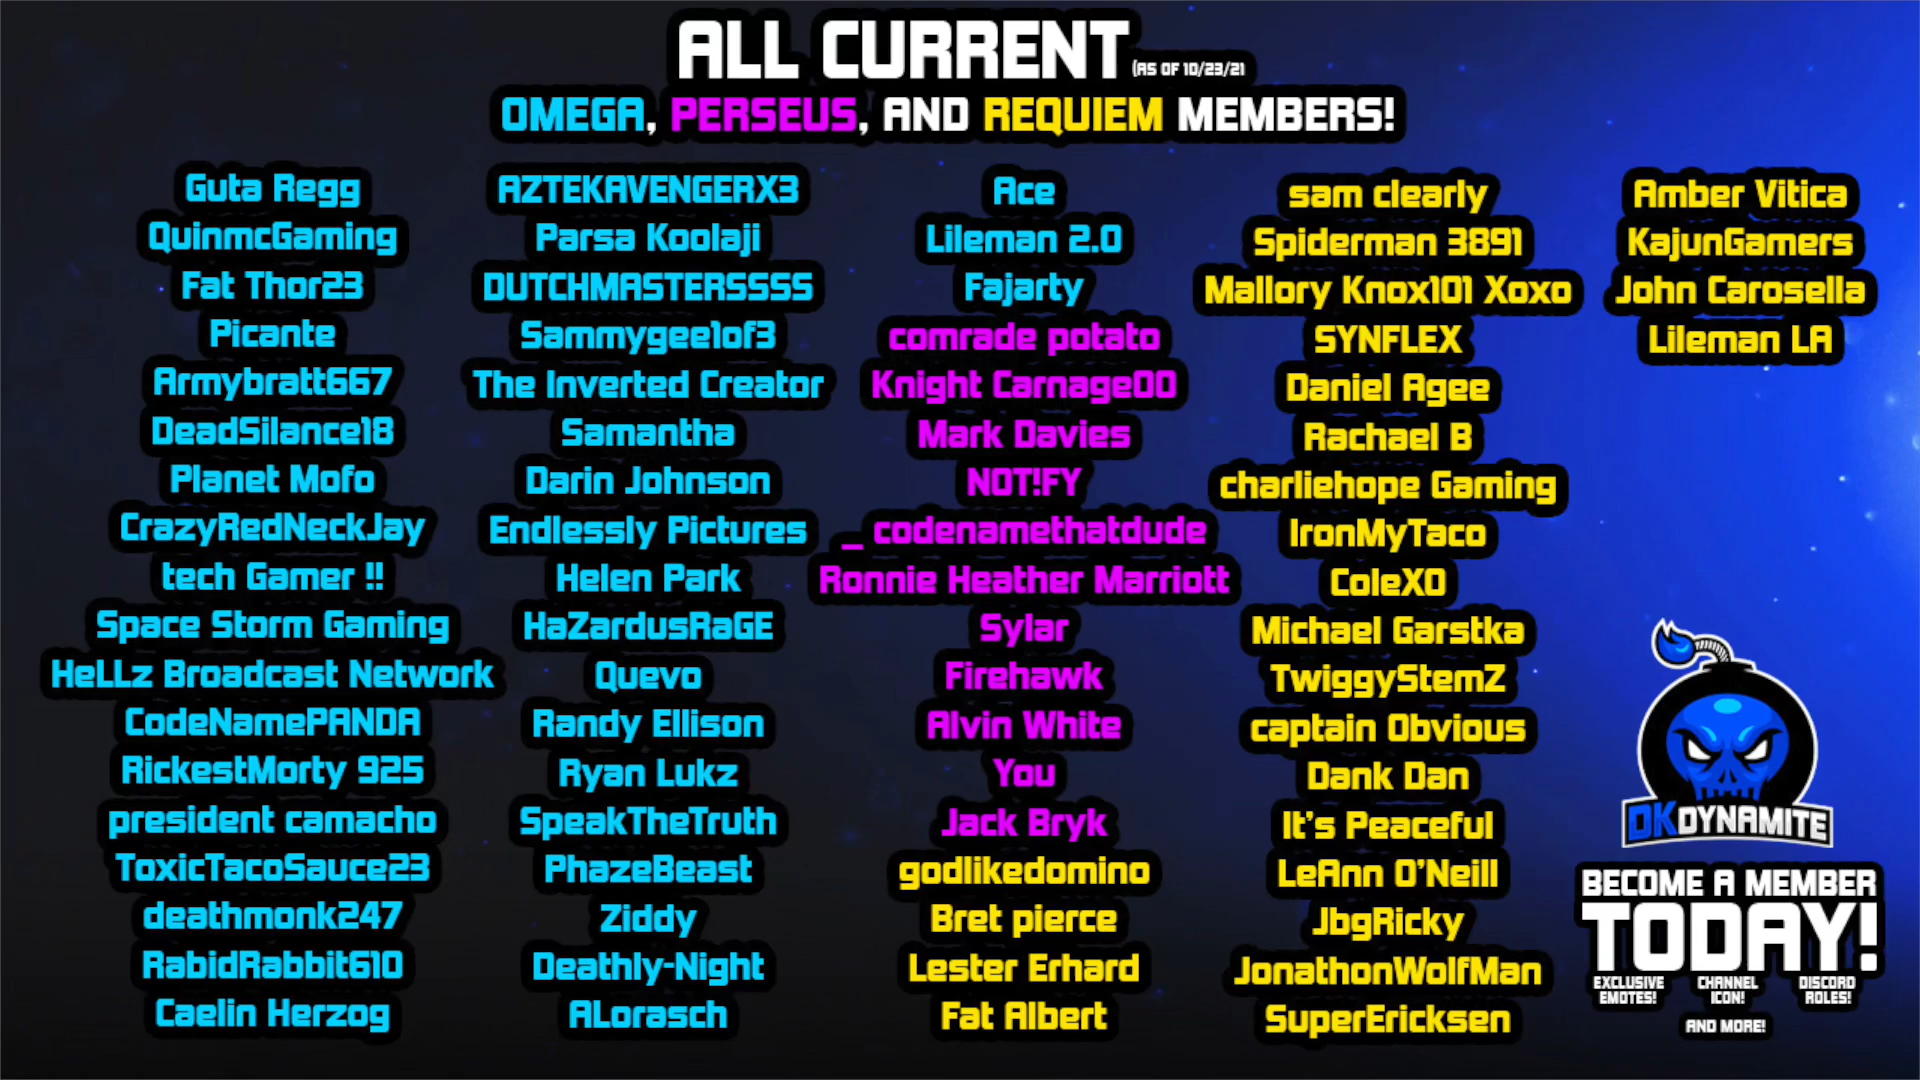 ALL CURRENT (AS OF 10/23/21
OMEGA, PERSEUS, AND REQUIEM MEMBERS!
Guta Regg
QuinmcGaming
Fat Thor23
Picante
Armybratt667
DeadSilance18
Planet Mofo
CrazyRedNeckJay
tech Gamer !!
Space Storm Gaming
HeLLz Broadcast Network
CodeNamePANDA
RickestMorty 925
president camacho
ToxicTacoSauce23
deathmonk247
RabidRabbit610
Caelin Herzog
AZTEKAVENGERX3
Parsa Koolaji
DUTCHMASTERSSSS
Sammygee1of3
The Inverted Creator
Samantha
Darin Johnson
Endlessly Pictures
Helen Park
HaZardusRaGE
Quevo
Randy Ellison
Ryan Lukz
SpeakTheTruth
PhazeBeast
Ziddy
Deathly-Night
ALorasch
Ace
Lileman 2.0
Fajarty
comrade potato
Knight Carnage00
Mark Davies
NOT!FY
_ codenamethatdude
Ronnie Heather Marriott
Sylar
Firehawk
Alvin White
You
Jack Bryk
godlikedomino
Bret pierce
Lester Erhard
Fat Albert
sam clearly
Spiderman 3891
Mallory Knox101 Xoxo
SYNFLEX
Daniel Agee
Rachael B
charliehope Gaming
IronMyTaco
ColeX0
Michael Garstka
TwiggyStemZ
captain Obvious
Dank Dan
It's Peaceful
LeAnn O'Neill
JbgRicky
JonathonWolfMan
SuperEricksen
Amber Vitica
KajunGamers
John Carosella
Lileman LA
DKDYNAMITE
BECOME A MEMBER
TODAY!
EXCLUSIVE EMOTES!
CHANNEL ICON!
DISCORD ROLES!
AND MORE!